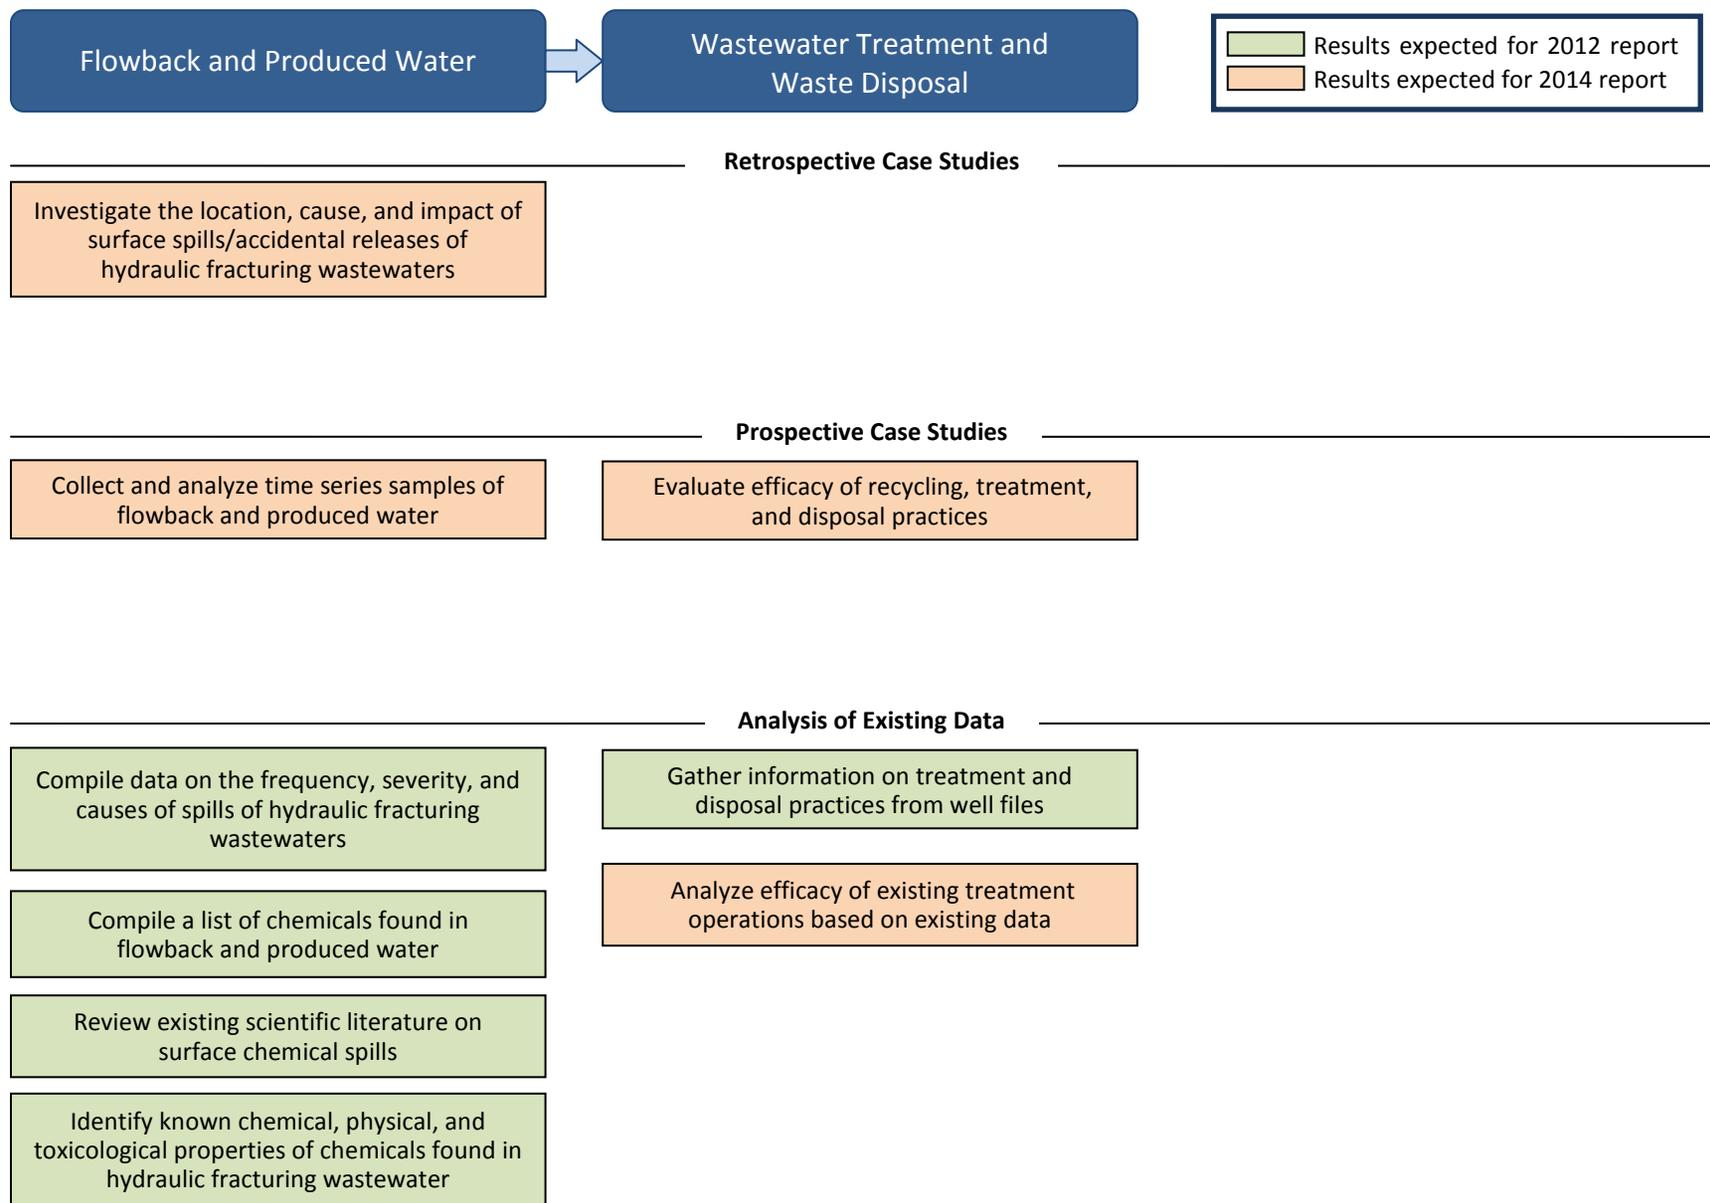 Flowback and Produced Water
Wastewater Treatment and
Waste Disposal
Results expected for 2012 report
Results expected for 2014 report
Retrospective Case Studies
Investigate the location, cause, and impact of
surface spills/accidental releases of
hydraulic fracturing wastewaters
Prospective Case Studies
Collect and analyze time series samples of
flowback and produced water
Evaluate efficacy of recycling, treatment,
and disposal practices
Analysis of Existing Data
Compile data on the frequency, severity, and
causes of spills of hydraulic fracturing
wastewaters
Gather information on treatment and
disposal practices from well files
Compile a list of chemicals found in
flowback and produced water
Analyze efficacy of existing treatment
operations based on existing data
Review existing scientific literature on
surface chemical spills
Identify known chemical, physical, and
toxicological properties of chemicals found in
hydraulic fracturing wastewater